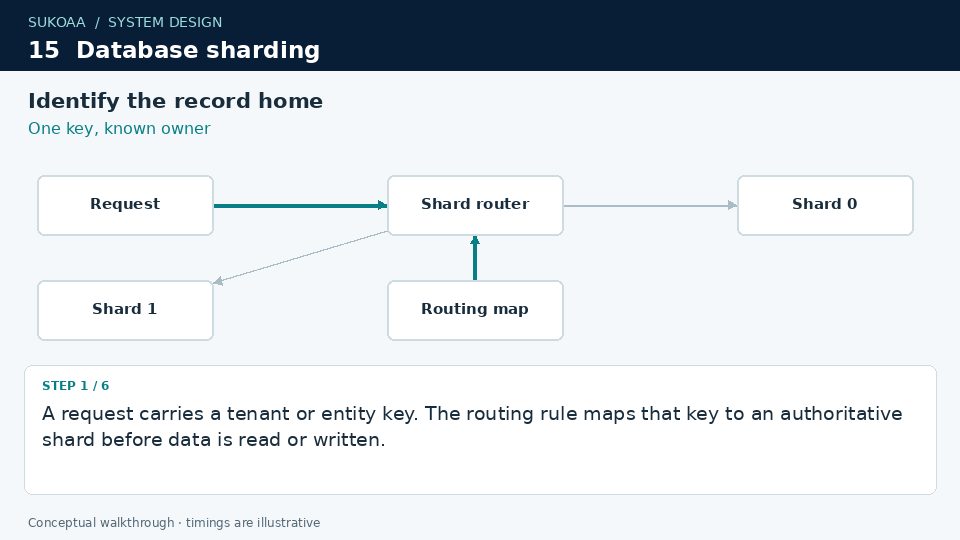 SUKOAA / SYSTEM DESIGN
15 Database sharding
Identify the record home
One key, known owner
Request
Shard router
Shard 0
Shard 1
Routing map
STEP 1 / 6
A request carries a tenant or entity key. The routing rule maps that key to an authoritative
shard before data is read or written.
Conceptual walkthrough · timings are illustrative